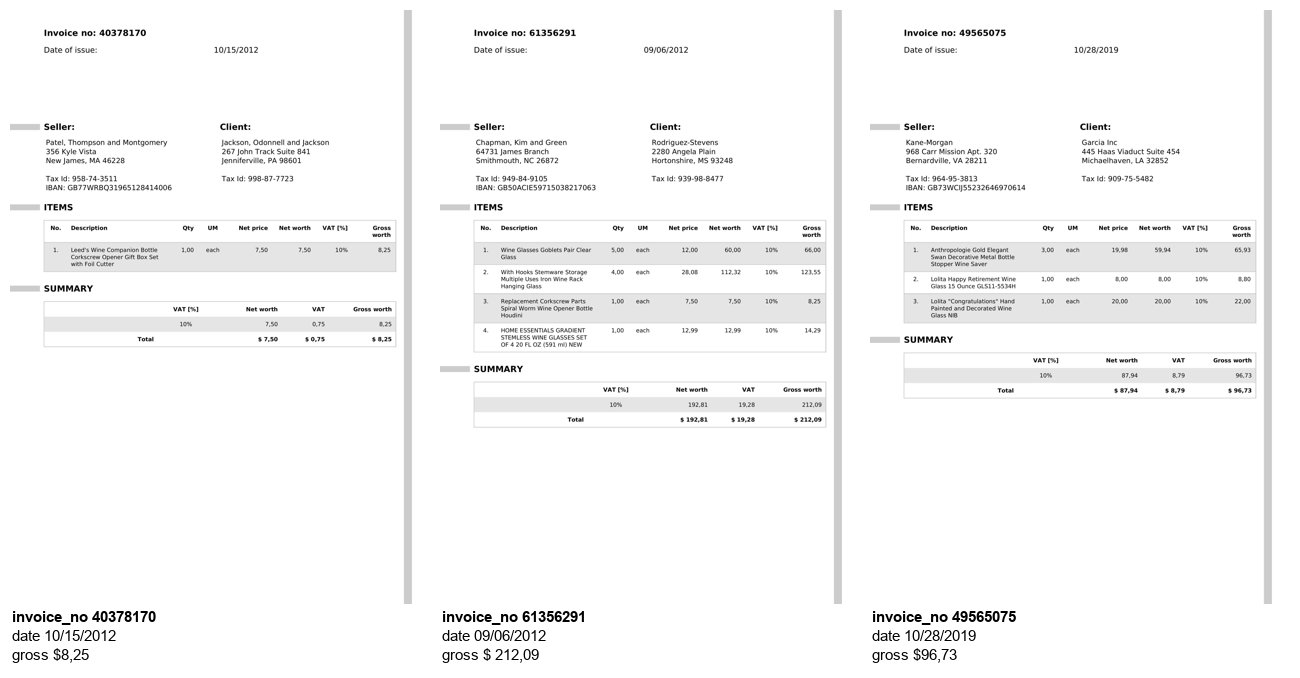 Invoice no: 40378170
Date of issue: 10/15/2012
Seller: Client:
Patel, Thompson and Montgomery Jackson, Odonnell and Jackson
356 Kyle Vista 267 John Track Suite 841
New James, MA 46228 Jenniferville, PA 98601
Tax Id: 958-74-3511 Tax Id: 998-87-7723
IBAN: GB77WRBQ31965128414006
ITEMS
No. Description Qty UM Net price Net worth VAT [%] Gross
worth
1. Leed's Wine Companion Bottle 1,00 each 7,50 7,50 10% 8,25
Corkscrew Opener Gift Box Set
with Foil Cutter
SUMMARY
VAT [%] Net worth VAT Gross worth
10% 7,50 0,75 8,25
Total $ 7,50 $ 0,75 $ 8,25
invoice_no 40378170
date 10/15/2012
gross $8,25
Invoice no: 61356291
Date of issue: 09/06/2012
Seller: Client:
Chapman, Kim and Green Rodriguez-Stevens
64731 James Branch 2280 Angela Plain
Smithmouth, NC 26872 Hortonshire, MS 93248
Tax Id: 949-84-9105 Tax Id: 939-98-8477
IBAN: GB50ACIE59715038217063
ITEMS
No. Description Qty UM Net price Net worth VAT [%] Gross
worth
1. Wine Glasses Goblets Pair Clear 5,00 each 12,00 60,00 10% 66,00
Glass
2. With Hooks Stemware Storage 4,00 each 28,08 112,32 10% 123,55
Multiple Uses Iron Wine Rack
Hanging Glass
3. Replacement Corkscrew Parts 1,00 each 7,50 7,50 10% 8,25
Spiral Worm Wine Opener Bottle
Houdini
4. HOME ESSENTIALS GRADIENT 1,00 each 12,99 12,99 10% 14,29
STEMLESS WINE GLASSES SET
OF 4 20 FL OZ (591 ml) NEW
SUMMARY
VAT [%] Net worth VAT Gross worth
10% 192,81 19,28 212,09
Total $ 192,81 $ 19,28 $ 212,09
invoice_no 61356291
date 09/06/2012
gross $ 212,09
Invoice no: 49565075
Date of issue: 10/28/2019
Seller: Client:
Kane-Morgan Garcia Inc
968 Carr Mission Apt. 320 445 Haas Viaduct Suite 454
Bernardville, VA 28211 Michaelhaven, LA 32852
Tax Id: 964-95-3813 Tax Id: 909-75-5482
IBAN: GB73WCIJ55232646970614
ITEMS
No. Description Qty UM Net price Net worth VAT [%] Gross
worth
1. Anthropologie Gold Elegant 3,00 each 19,98 59,94 10% 65,93
Swan Decorative Metal Bottle
Stopper Wine Saver
2. Lolita Happy Retirement Wine 1,00 each 8,00 8,00 10% 8,80
Glass 15 Ounce GLS11-5534H
3. Lolita "Congratulations" Hand 1,00 each 20,00 20,00 10% 22,00
Painted and Decorated Wine
Glass NIB
SUMMARY
VAT [%] Net worth VAT Gross worth
10% 87,94 8,79 96,73
Total $ 87,94 $ 8,79 $ 96,73
invoice_no 49565075
date 10/28/2019
gross $96,73